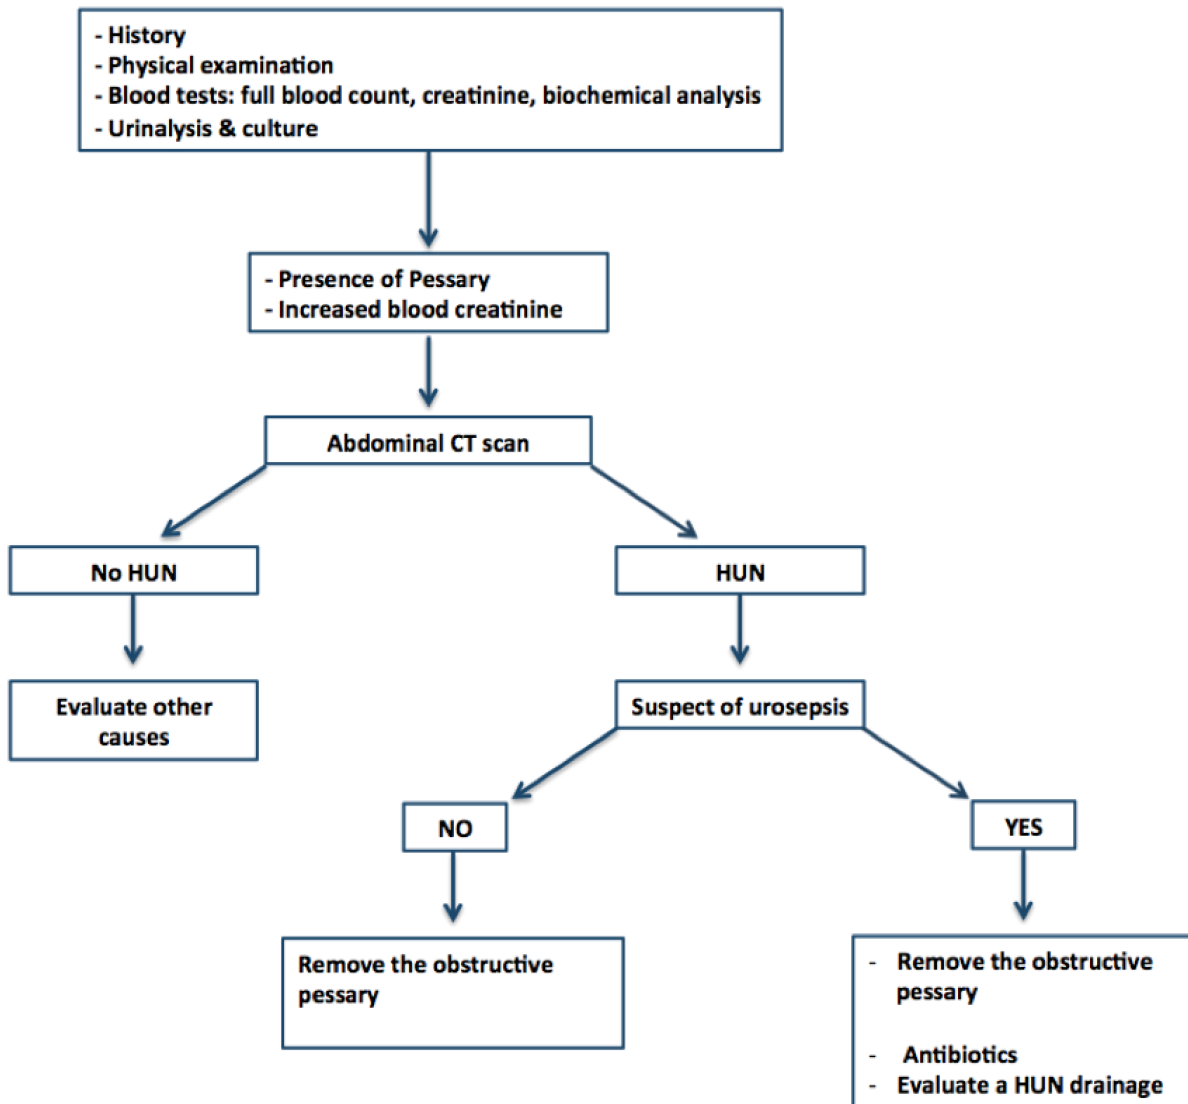 - History
- Physical examination
- Blood tests: full blood count, creatinine, biochemical analysis
- Urinalysis & culture
- Presence of Pessary
- Increased blood creatinine
Abdominal CT scan
No HUN
HUN
Evaluate other
causes
Suspect of urosepsis
NO
YES
Remove the obstructive
pessary
- Remove the obstructive
pessary
- Antibiotics
- Evaluate a HUN drainage